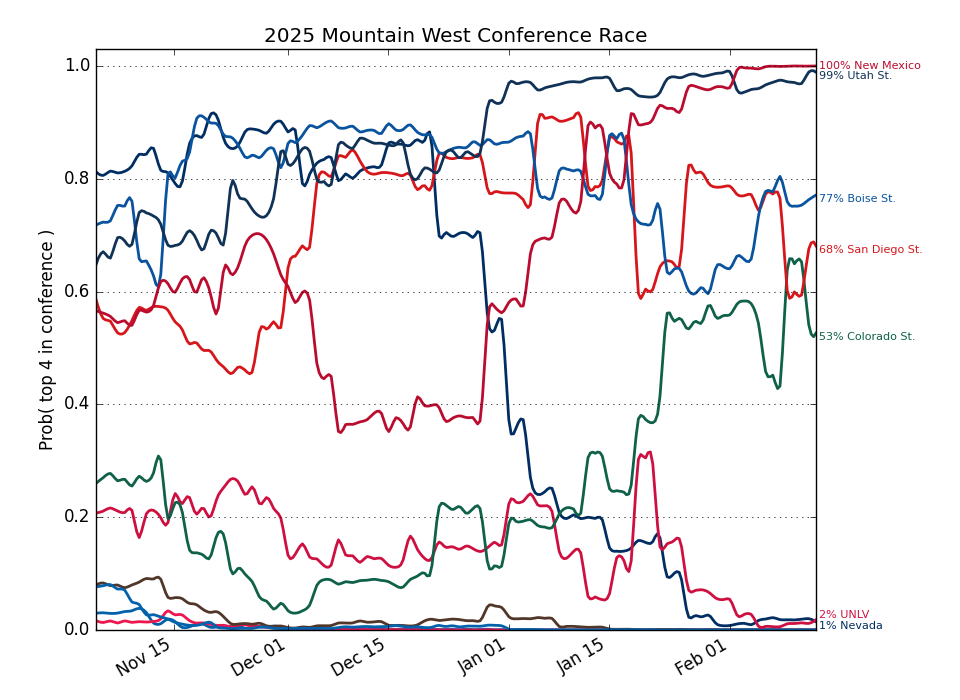 2025 Mountain West Conference Race
Prob( top 4 in conference )
1.0
0.8
0.6
0.4
0.2
0.0
Nov 15
Dec 01
Dec 15
Jan 01
Jan 15
Feb 01
100% New Mexico
99% Utah St.
77% Boise St.
68% San Diego St.
53% Colorado St.
2% UNLV
1% Nevada